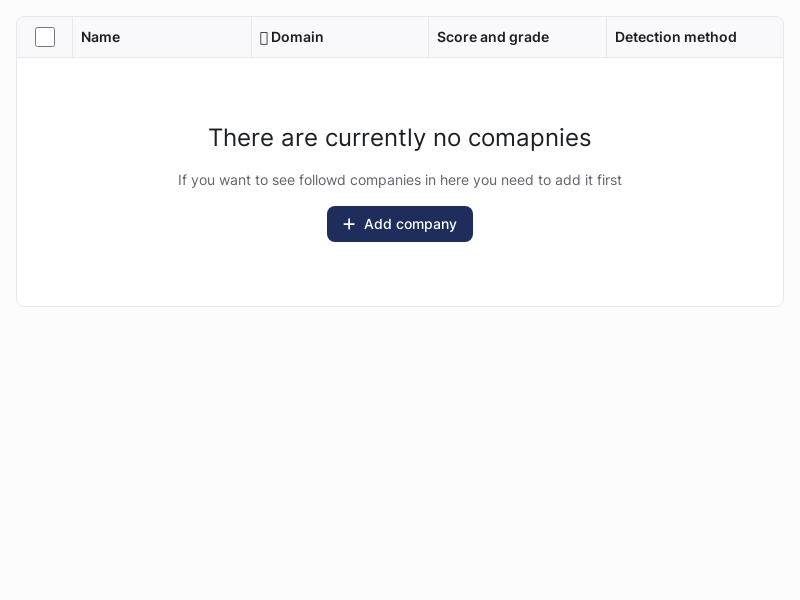 Name Domain Score and grade Detection method
There are currently no comapnies
If you want to see followd companies in here you need to add it first
+ Add company